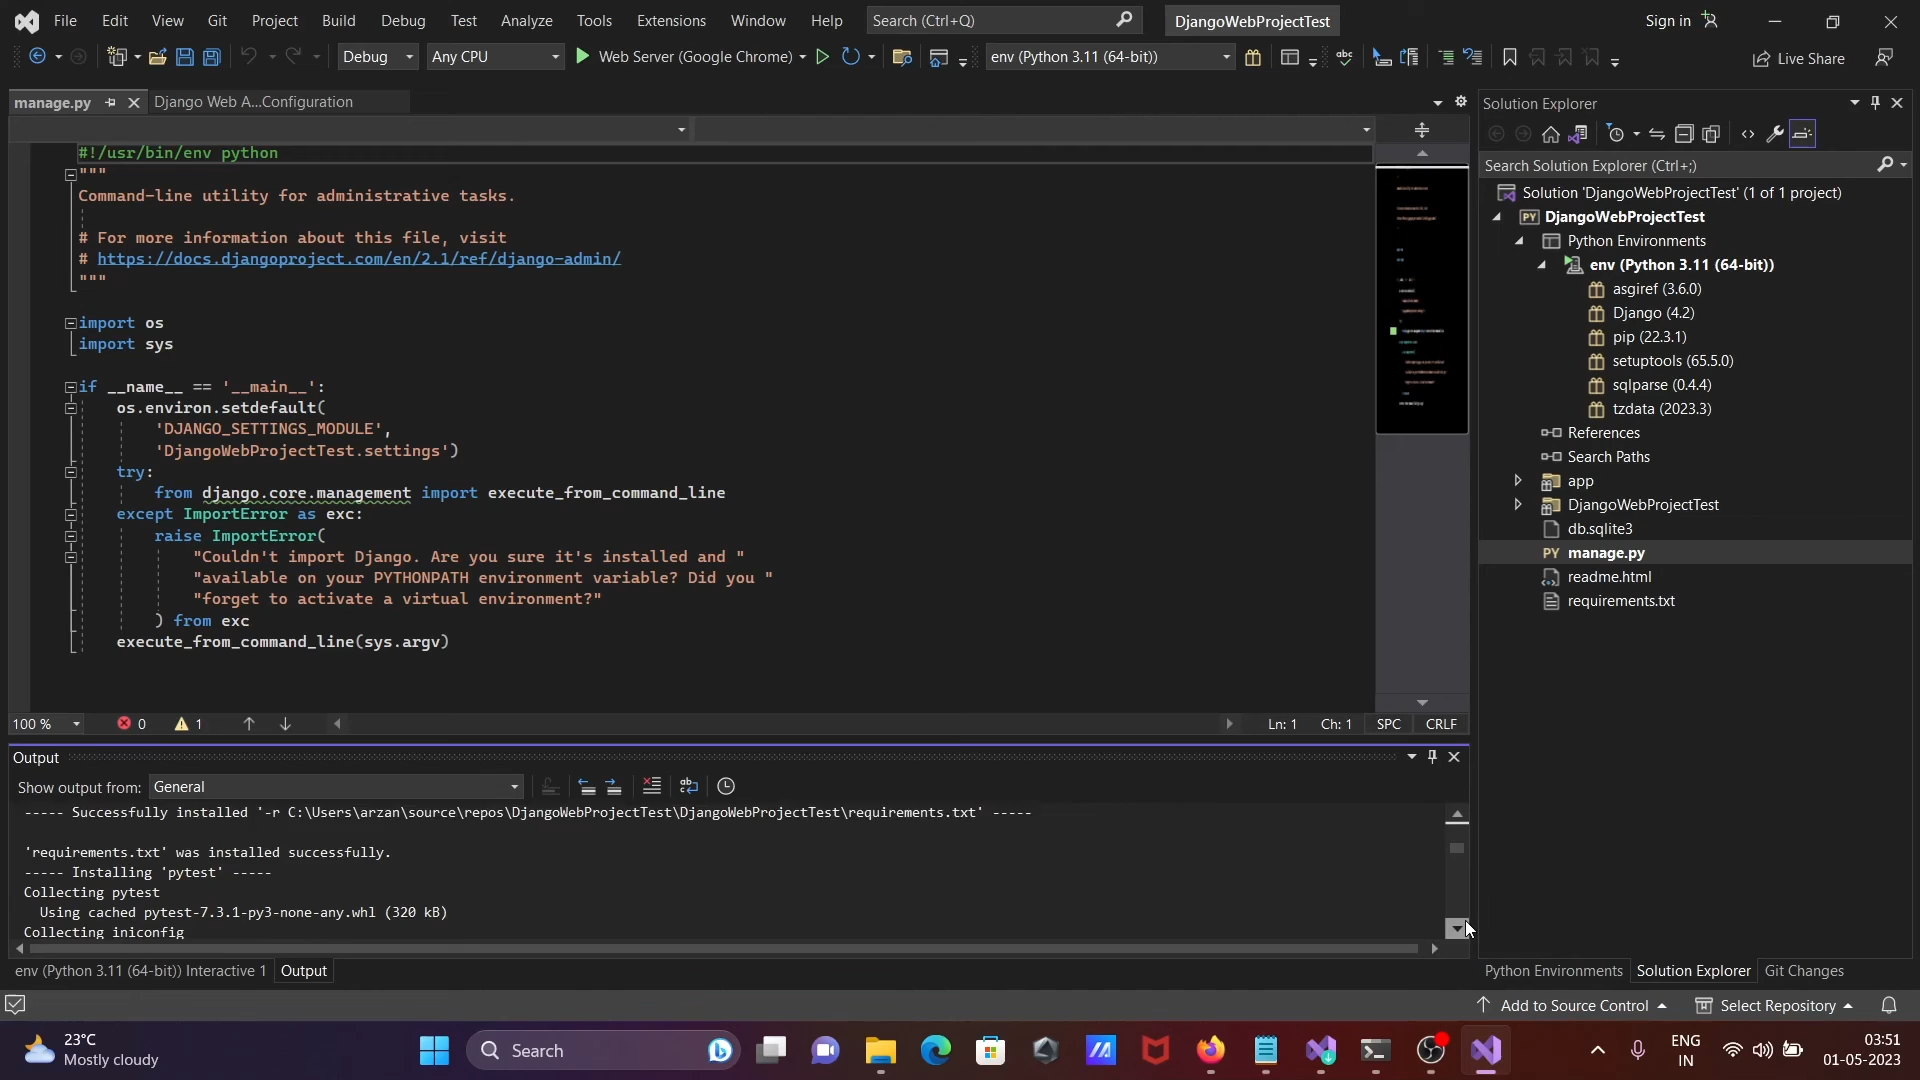 File Edit View Git Project Build Debug Test Analyze Tools Extensions Window Help Search (Ctrl+Q) DjangoWebProjectTest Sign in
Debug Any CPU Web Server (Google Chrome) env (Python 3.11 (64-bit)) Live Share
manage.py Django Web A...Configuration
#!/usr/bin/env python
"""
Command-line utility for administrative tasks.
# For more information about this file, visit
# https://docs.djangoproject.com/en/2.1/ref/django-admin/
"""
import os
import sys
if __name__ == '__main__':
os.environ.setdefault(
'DJANGO_SETTINGS_MODULE',
'DjangoWebProjectTest.settings')
try:
from django.core.management import execute_from_command_line
except ImportError as exc:
raise ImportError(
"Couldn't import Django. Are you sure it's installed and "
"available on your PYTHONPATH environment variable? Did you "
"forget to activate a virtual environment?"
) from exc
execute_from_command_line(sys.argv)
100 % 0 1 Ln: 1 Ch: 1 SPC CRLF
Output
Show output from: General
----- Successfully installed '-r C:\Users\arzan\source\repos\DjangoWebProjectTest\DjangoWebProjectTest\requirements.txt' -----
'requirements.txt' was installed successfully.
----- Installing 'pytest' -----
Collecting pytest
Using cached pytest-7.3.1-py3-none-any.whl (320 kB)
Collecting iniconfig
env (Python 3.11 (64-bit)) Interactive 1 Output
Solution Explorer
Search Solution Explorer (Ctrl+;)
Solution 'DjangoWebProjectTest' (1 of 1 project)
PY DjangoWebProjectTest
Python Environments
env (Python 3.11 (64-bit))
asgiref (3.6.0)
Django (4.2)
pip (22.3.1)
setuptools (65.5.0)
sqlparse (0.4.4)
tzdata (2023.3)
References
Search Paths
app
DjangoWebProjectTest
db.sqlite3
PY manage.py
readme.html
requirements.txt
Python Environments Solution Explorer Git Changes
Add to Source Control Select Repository
23°C
Mostly cloudy
Search
ENG
IN
03:51
01-05-2023